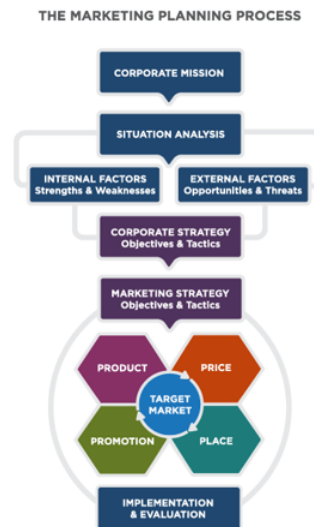 THE MARKETING PLANNING PROCESS
CORPORATE MISSION
SITUATION ANALYSIS
INTERNAL FACTORS
Strengths & Weaknesses
EXTERNAL FACTORS
Opportunities & Threats
CORPORATE STRATEGY
Objectives & Tactics
MARKETING STRATEGY
Objectives & Tactics
PRODUCT
PRICE
TARGET
MARKET
PROMOTION
PLACE
IMPLEMENTATION
& EVALUATION